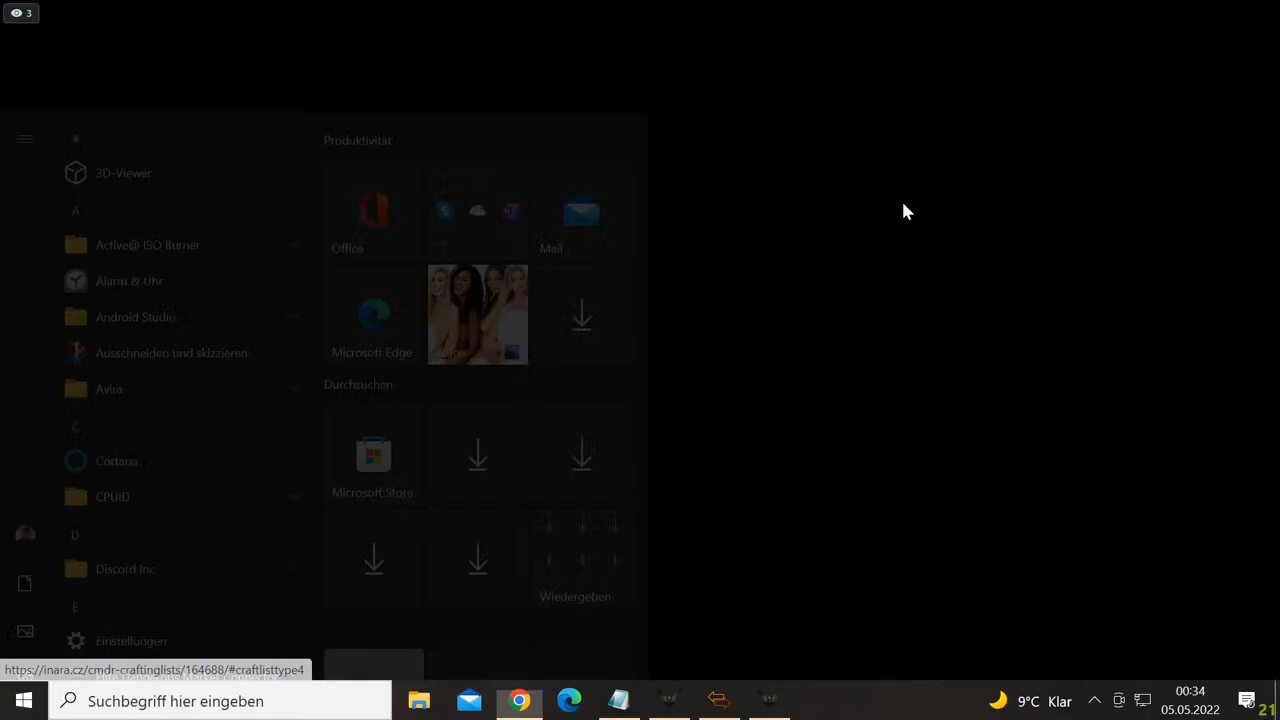 3
Produktivität
#
3D-Viewer
A
Active@ ISO Burner
Office
Mail
Alarm & Uhr
Android Studio
Ausschneiden und skizzieren
Microsoft Edge
Avira
Durchsuchen
C
Cortana
Microsoft Store
CPUID
D
Discord Inc
Wiedergeben
E
Einstellungen
https://inara.cz/cmdr-craftinglists/164688/#craftlisttype4
Suchbegriff hier eingeben
9°C Klar
00:34
05.05.2022
21